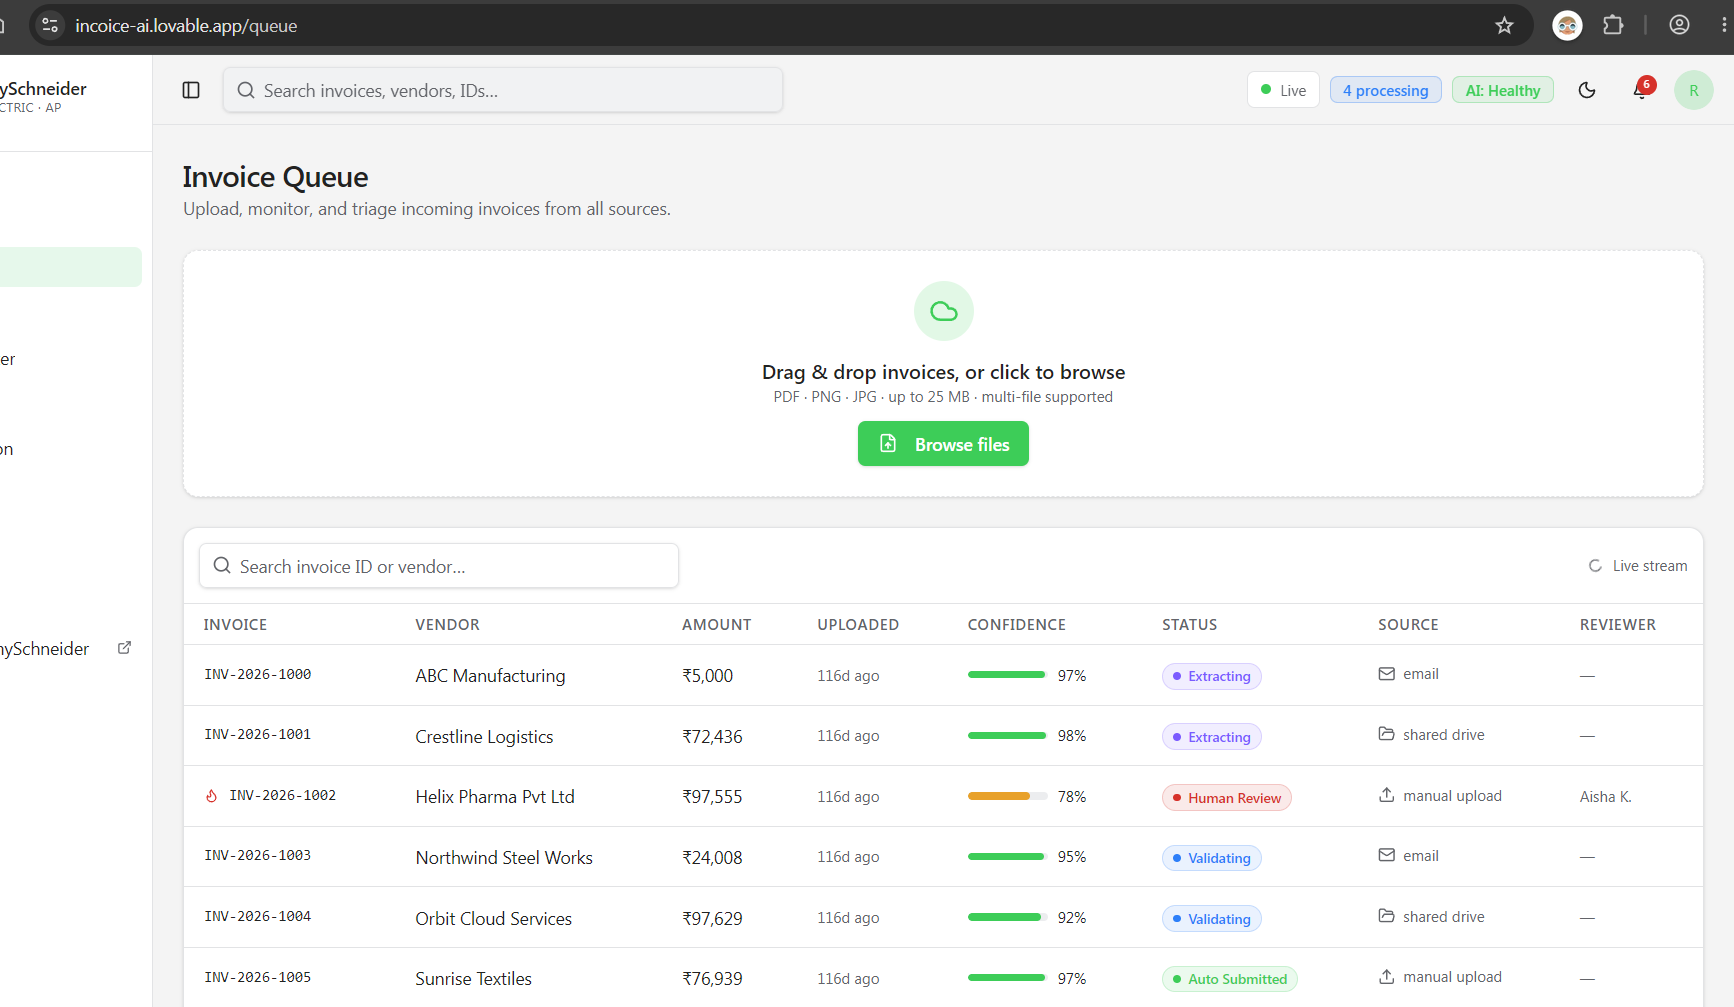 incoice-ai.lovable.app/queue
ySchneider
CTRIC · AP
Search invoices, vendors, IDs...
Live
4 processing
AI: Healthy
6
R
Invoice Queue
Upload, monitor, and triage incoming invoices from all sources.
er
on
nySchneider
Drag & drop invoices, or click to browse
PDF · PNG · JPG · up to 25 MB · multi-file supported
Browse files
Search invoice ID or vendor...
Live stream
INVOICE VENDOR AMOUNT UPLOADED CONFIDENCE STATUS SOURCE REVIEWER
INV-2026-1000 ABC Manufacturing ₹5,000 116d ago 97% Extracting email —
INV-2026-1001 Crestline Logistics ₹72,436 116d ago 98% Extracting shared drive —
INV-2026-1002 Helix Pharma Pvt Ltd ₹97,555 116d ago 78% Human Review manual upload Aisha K.
INV-2026-1003 Northwind Steel Works ₹24,008 116d ago 95% Validating email —
INV-2026-1004 Orbit Cloud Services ₹97,629 116d ago 92% Validating shared drive —
INV-2026-1005 Sunrise Textiles ₹76,939 116d ago 97% Auto Submitted manual upload —